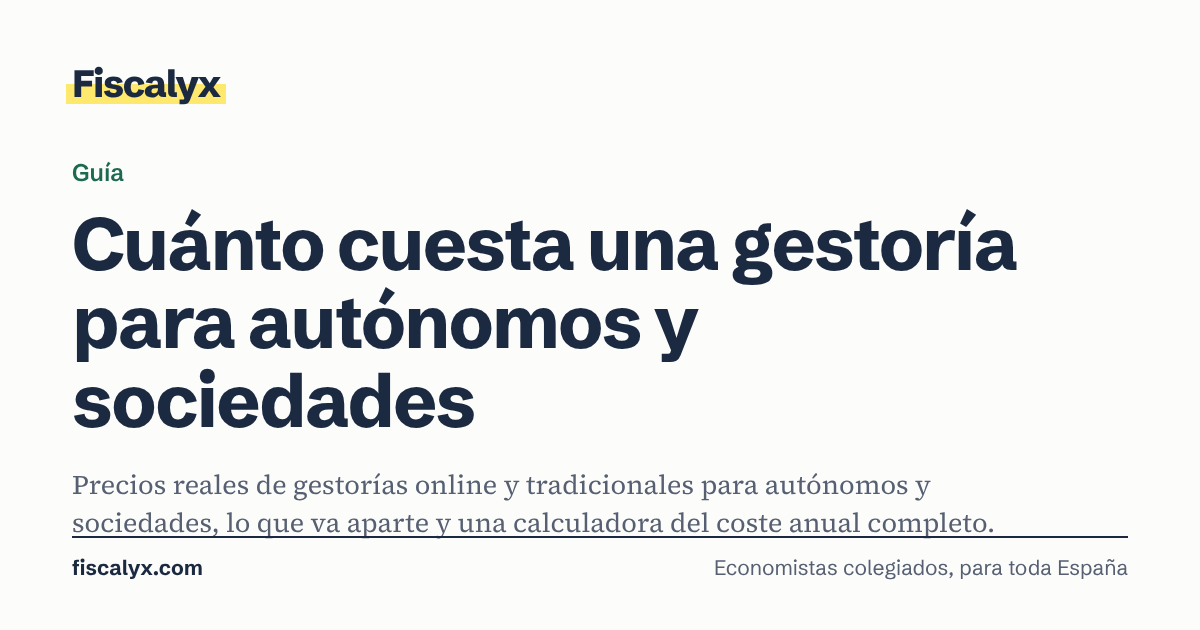 Fiscalyx
Guía
Cuánto cuesta una gestoría
para autónomos y
sociedades
Precios reales de gestorías online y tradicionales para autónomos y
sociedades, lo que va aparte y una calculadora del coste anual completo.
fiscalyx.com
Economistas colegiados, para toda España